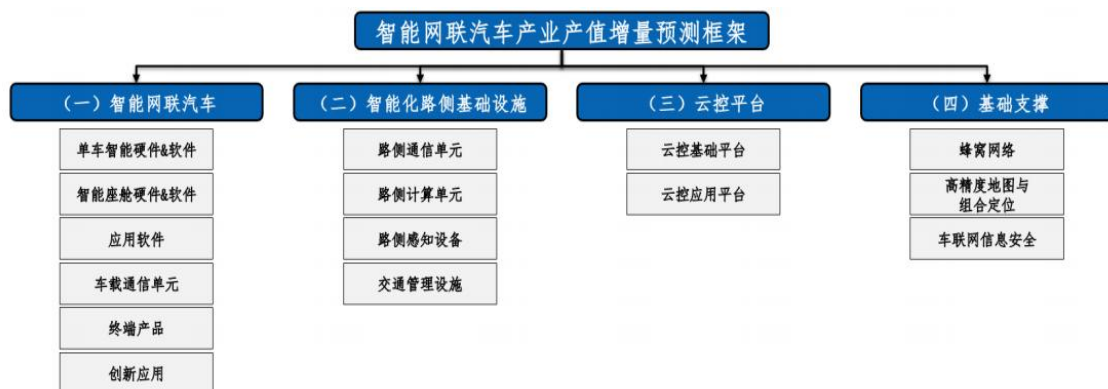 智能网联汽车产业产值增量预测框架
（一）智能网联汽车
单车智能硬件&软件
智能座舱硬件&软件
应用软件
车载通信单元
终端产品
创新应用
（二）智能化路侧基础设施
路侧通信单元
路侧计算单元
路侧感知设备
交通管理设施
（三）云控平台
云控基础平台
云控应用平台
（四）基础支撑
蜂窝网络
高精度地图与
组合定位
车联网信息安全